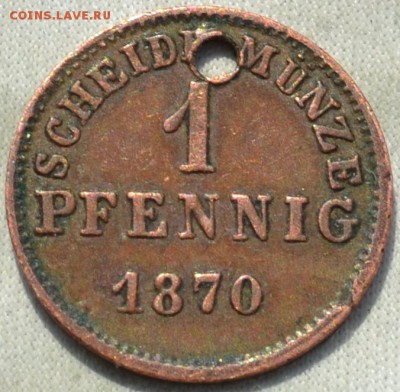 COINS.LAVE.RU
SCHEIDEMÜNZE
1
PFENNIG
1870